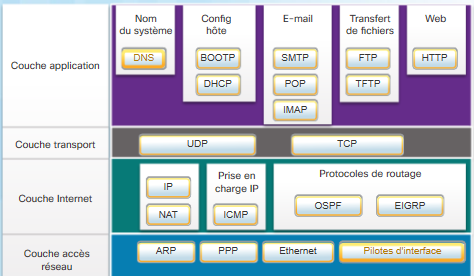 Nom
du système
Config
hôte
E-mail
Transfert
de fichiers
Web
Couche application
DNS
BOOTP
SMTP
FTP
HTTP
DHCP
POP
TFTP
IMAP
Couche transport
UDP
TCP
Couche Internet
IP
NAT
Prise en
charge IP
ICMP
Protocoles de routage
OSPF
EIGRP
Couche accès
réseau
ARP
PPP
Ethernet
Pilotes d'interface